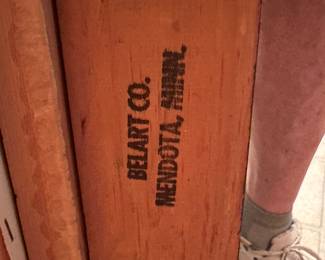 BELART CO.
MENDOTA, MINN.